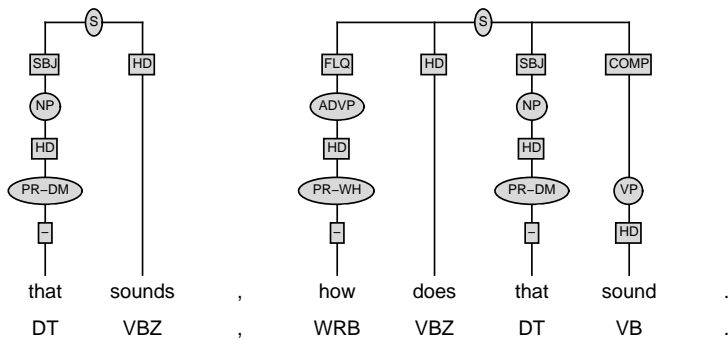 S S
SBJ HD FLQ HD SBJ COMP
NP ADVP NP
HD HD HD
PR–DM PR–WH PR–DM VP
– – – HD
that sounds , how does that sound .
DT VBZ , WRB VBZ DT VB .